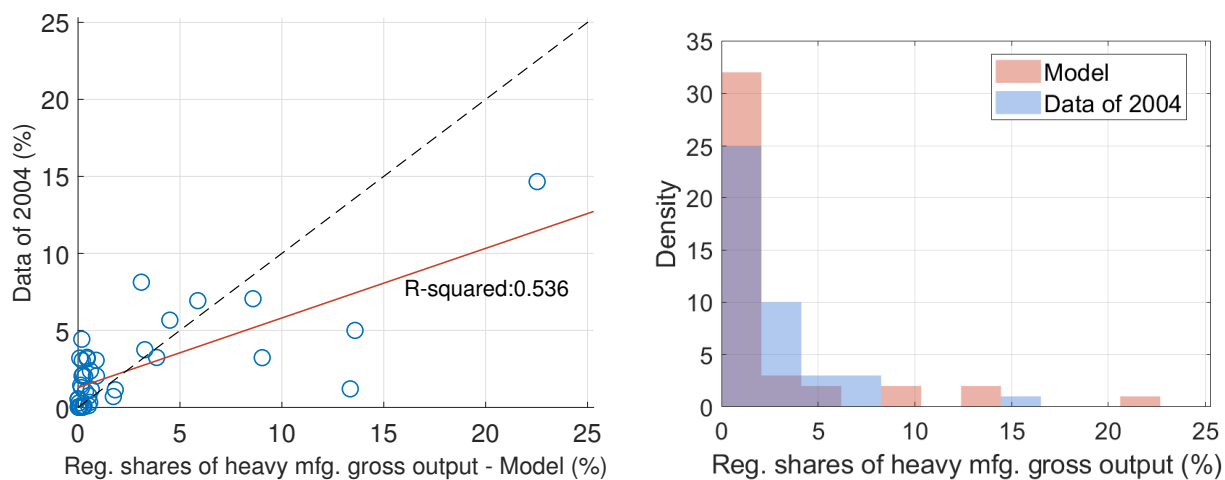 25
20
15
10
5
0
Data of 2004 (%)
R-squared:0.536
0 5 10 15 20 25
Reg. shares of heavy mfg. gross output - Model (%)
35
30
25
20
15
10
5
0
Density
Model
Data of 2004
0 5 10 15 20 25
Reg. shares of heavy mfg. gross output (%)